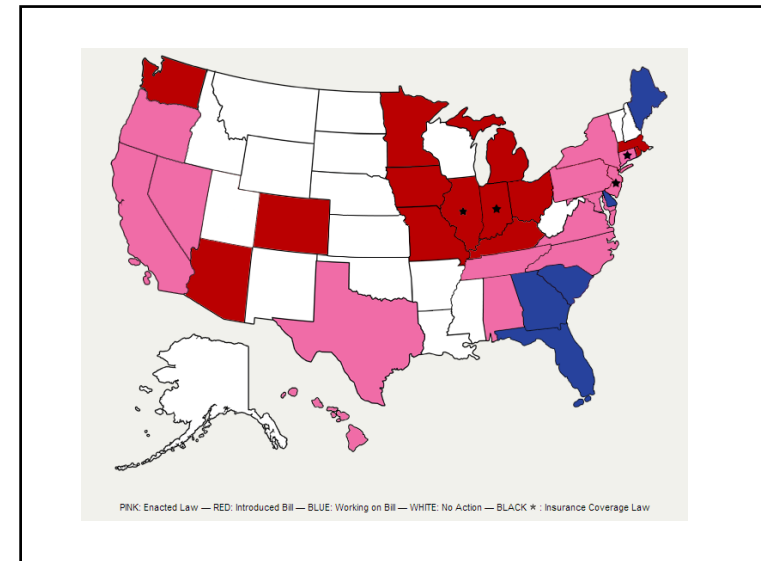 PINK: Enacted Law — RED: Introduced Bill — BLUE: Working on Bill — WHITE: No Action — BLACK ★ : Insurance Coverage Law